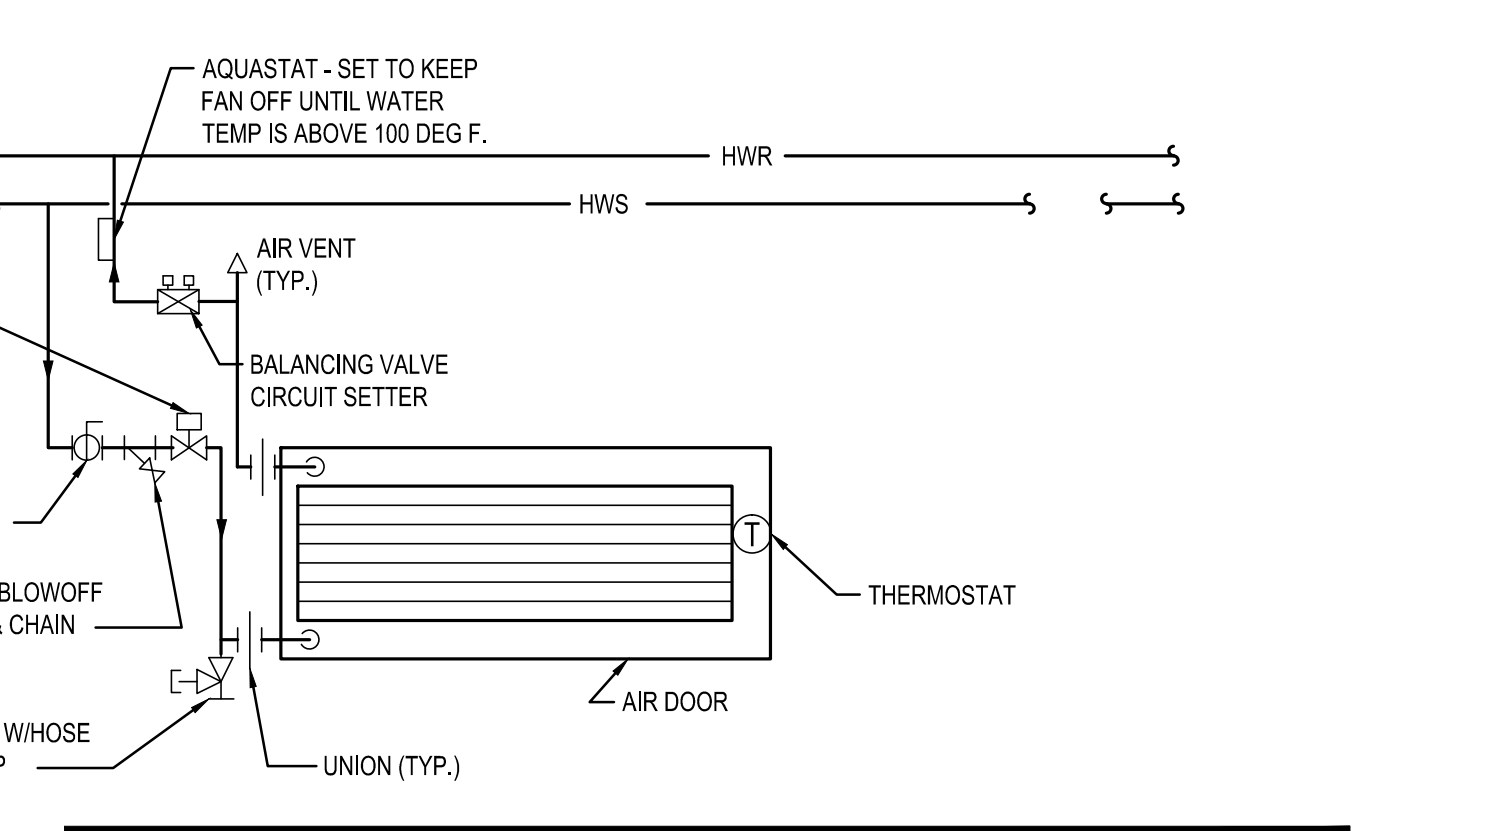 AQUASTAT - SET TO KEEP
FAN OFF UNTIL WATER
TEMP IS ABOVE 100 DEG F.
HWR
HWS
AIR VENT
(TYP.)
BALANCING VALVE
CIRCUIT SETTER
T
THERMOSTAT
BLOWOFF
& CHAIN
AIR DOOR
W/HOSE
UNION (TYP.)